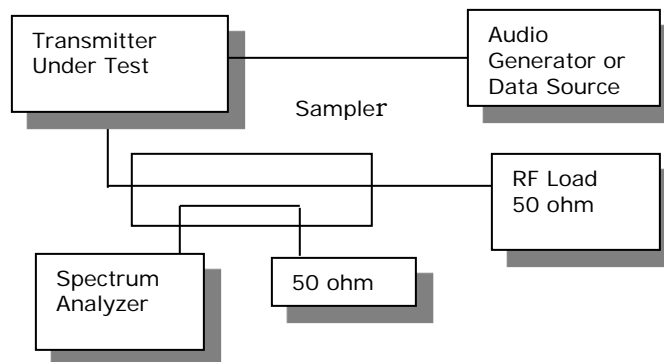 Transmitter
Under Test
Audio
Generator or
Data Source
Sampler
RF Load
50 ohm
Spectrum
Analyzer
50 ohm